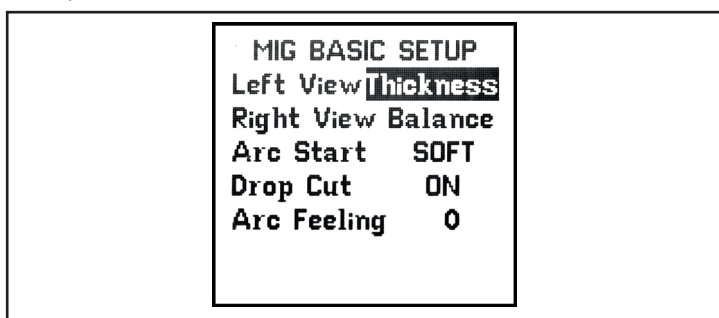 MIG BASIC SETUP
Left View Thickness
Right View Balance
Arc Start SOFT
Drop Cut ON
Arc Feeling 0